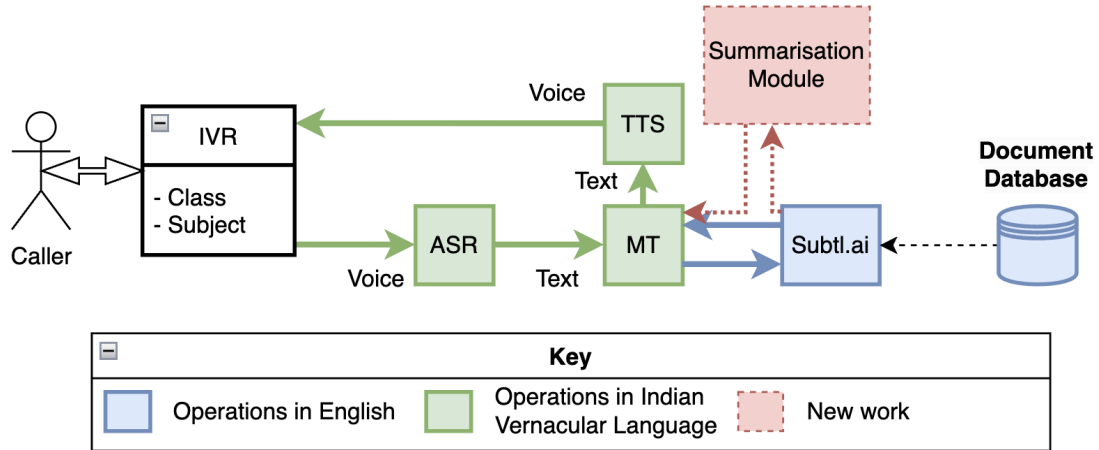 Summarisation
Module
Voice
TTS
IVR
Document
Database
Text
- Class
- Subject
ASR
MT
Subtl.ai
Caller
Voice
Text
Key
Operations in English
Operations in Indian
Vernacular Language
New work